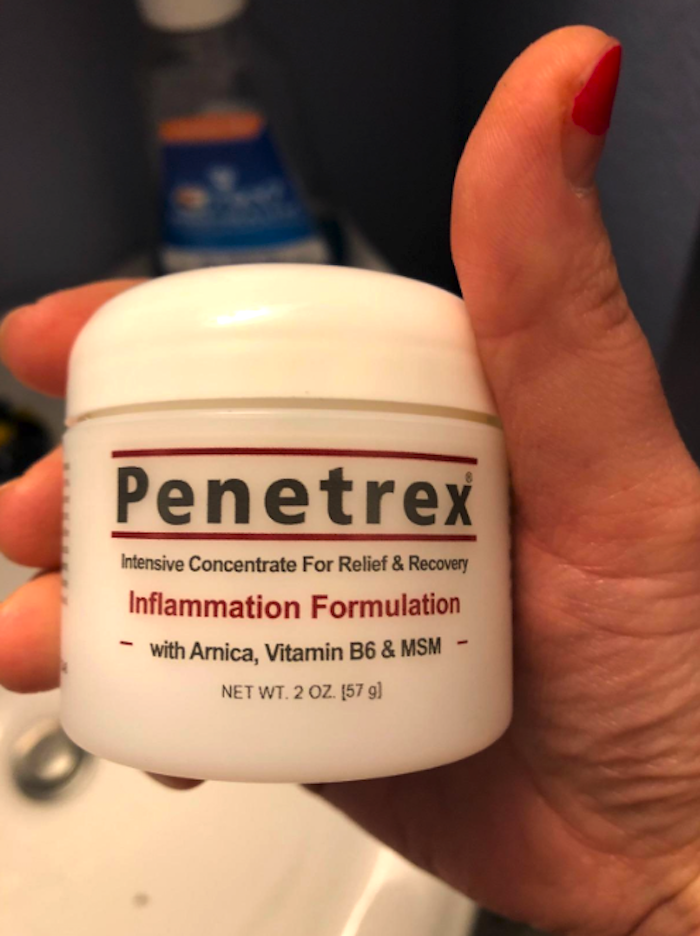 Penetrex®
Intensive Concentrate For Relief & Recovery
Inflammation Formulation
with Arnica, Vitamin B6 & MSM
NET WT. 2 OZ. [57 g]